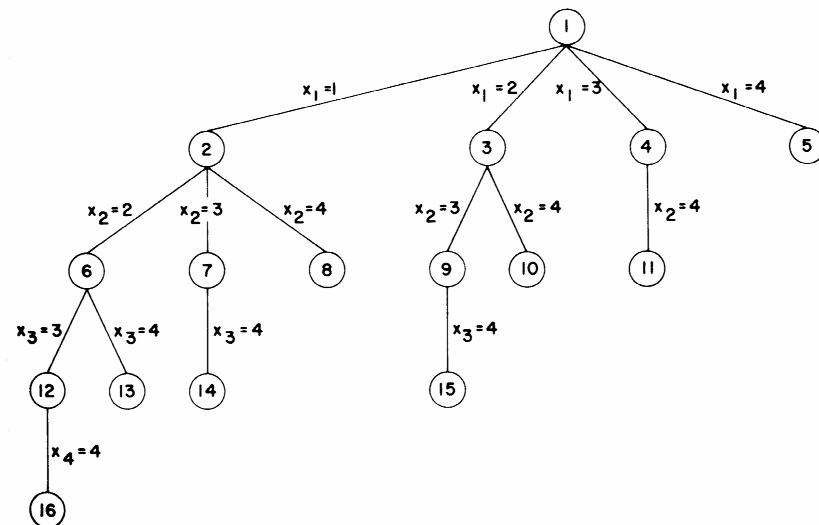 1
x1=1
x1=2
x1=3
x1=4
2
3
4
5
x2=2
x2=3
x2=4
x2=3
x2=4
x2=4
6
7
8
9
10
11
x3=3
x3=4
x3=4
x3=4
12
13
14
15
x4=4
16